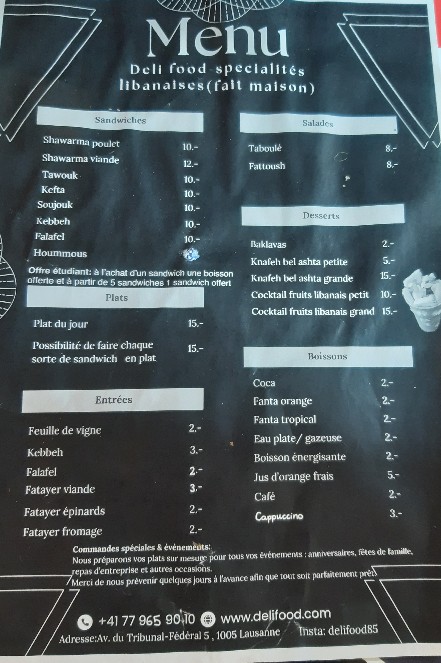 Menu
Deli food specialités
libanaises(fait maison)
Sandwiches
Shawarma poulet 10.-
Shawarma viande 12.-
Tawouk 10.-
Kefta 10.-
Soujouk 10.-
Kebbeh 10.-
Falafel 10.-
Hoummous
Offre étudiant: à l'achat d'un sandwich une boisson
offerte et à partir de 5 sandwiches 1 sandwich offert
Plats
Plat du jour 15.-
Possibilité de faire chaque
sorte de sandwich en plat 15.-
Entrées
Feuille de vigne 2.-
Kebbeh 3.-
Falafel 2.-
Fatayer viande 3.-
Fatayer épinards 2.-
Fatayer fromage 2.-
Salades
Taboulé 8.-
Fattoush 8.-
Desserts
Baklavas 2.-
Knafeh bel ashta petite 5.-
Knafeh bel ashta grande 15.-
Cocktail fruits libanais petit 10.-
Cocktail fruits libanais grand 15.-
Boissons
Coca 2.-
Fanta orange 2.-
Fanta tropical 2.-
Eau plate/ gazeuse 2.-
Boisson énergisante 2.-
Jus d'orange frais 5.-
Café 2.-
Cappuccino 3.-
Commandes spéciales & événements:
Nous préparons vos plats sur mesure pour tous vos événements : anniversaires, fêtes de famille,
repas d'entreprise et autres occasions.
Merci de nous prévenir quelques jours à l'avance afin que tout soit parfaitement prêt
+41 77 965 90 10 www.delifood.com
Adresse:Av. du Tribunal-Fédéral 5 , 1005 Lausanne Insta: delifood85